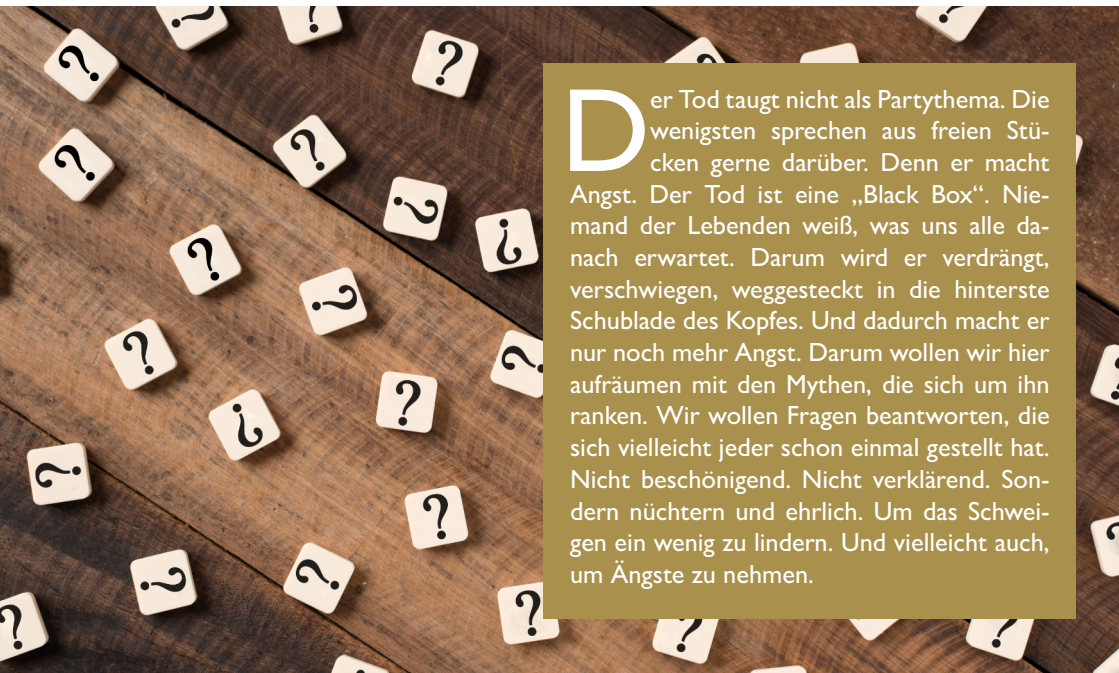 Der Tod taugt nicht als Partythema. Die
wenigsten sprechen aus freien Stü-
cken gerne darüber. Denn er macht
Angst. Der Tod ist eine „Black Box“. Nie-
mand der Lebenden weiß, was uns alle da-
nach erwartet. Darum wird er verdrängt,
verschwiegen, weggesteckt in die hinterste
Schublade des Kopfes. Und dadurch macht er
nur noch mehr Angst. Darum wollen wir hier
aufräumen mit den Mythen, die sich um ihn
ranken. Wir wollen Fragen beantworten, die
sich vielleicht jeder schon einmal gestellt hat.
Nicht beschönigend. Nicht verklärend. Son-
dern nüchtern und ehrlich. Um das Schwei-
gen ein wenig zu lindern. Und vielleicht auch,
um Ängste zu nehmen.